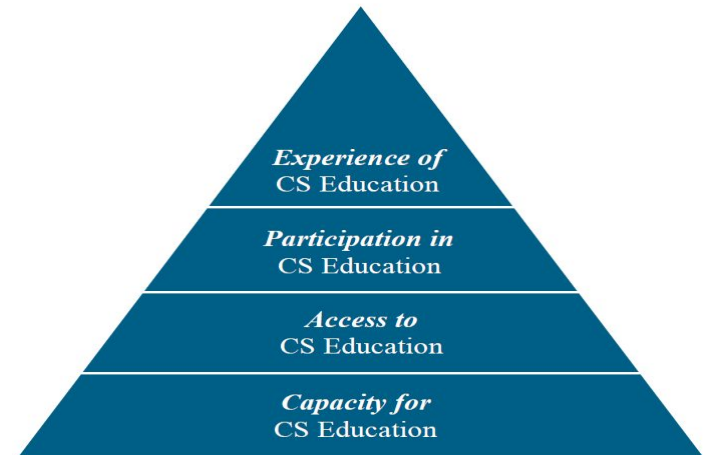 Experience of
CS Education
Participation in
CS Education
Access to
CS Education
Capacity for
CS Education